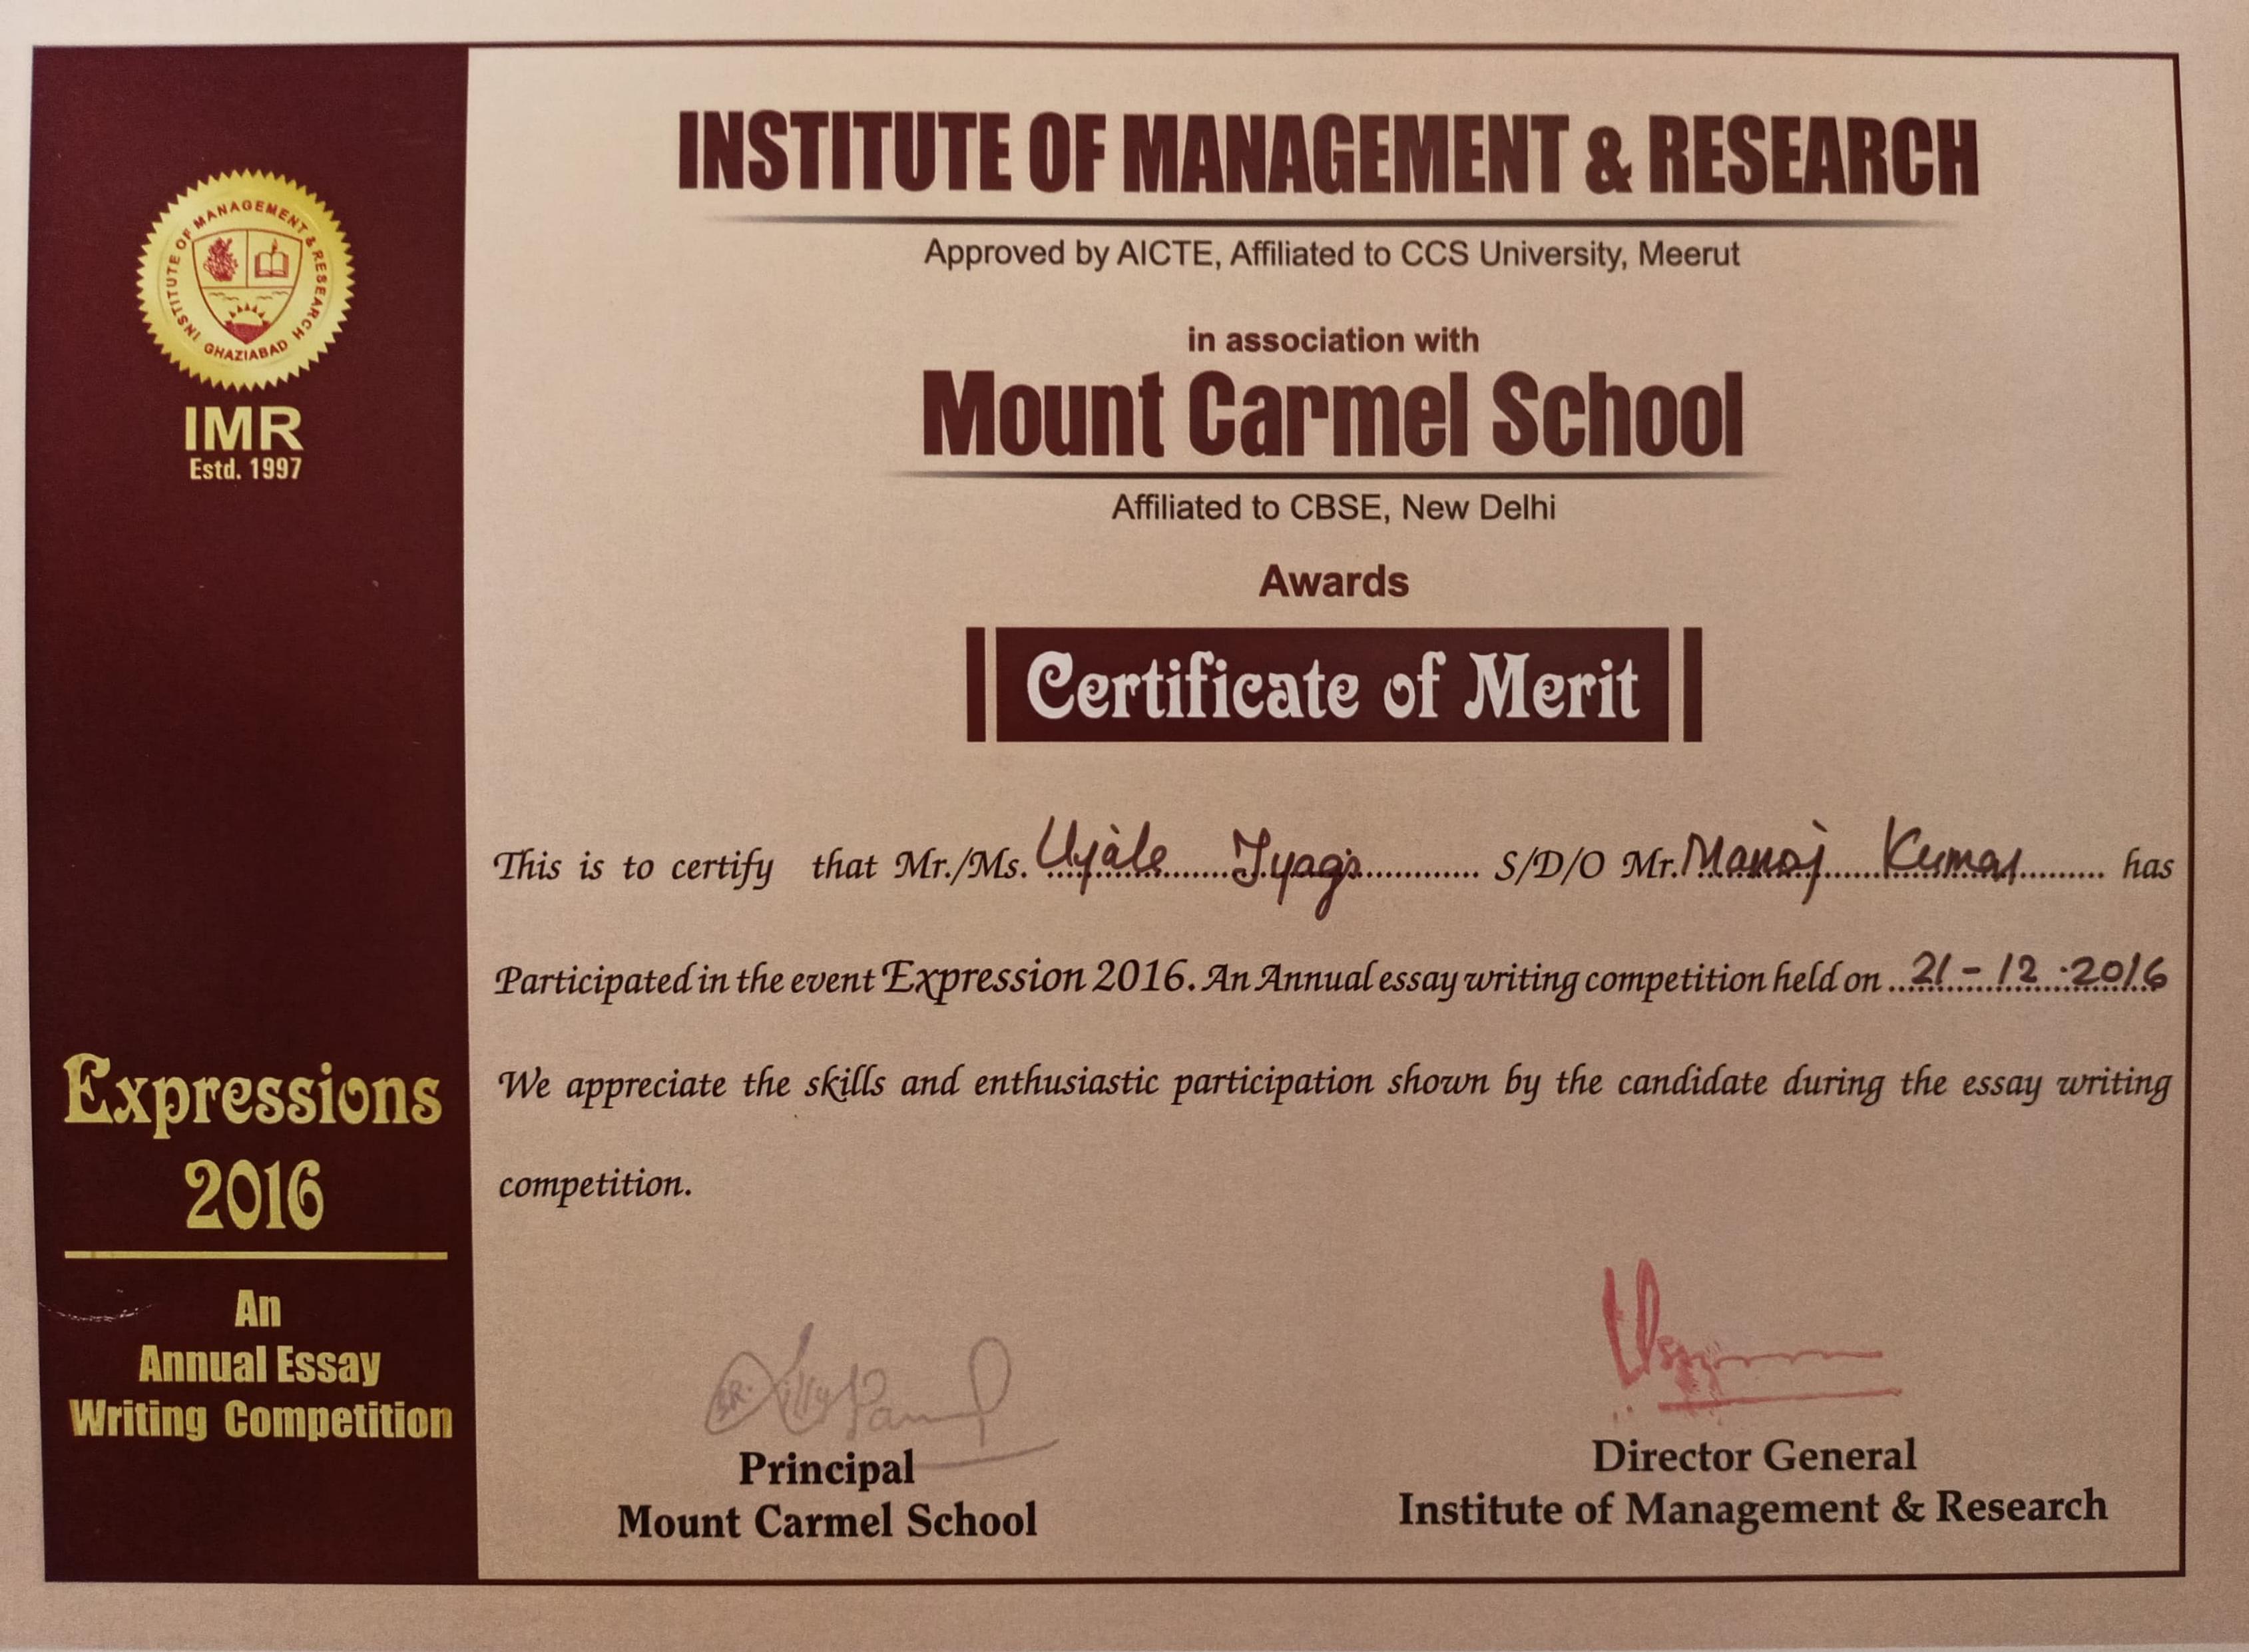 INSTITUTE OF MANAGEMENT & RESEARCH
GHAZIABAD
IMR
Estd. 1997
Expressions
2016
An
Annual Essay
Writing Competition
INSTITUTE OF MANAGEMENT & RESEARCH
Approved by AICTE, Affiliated to CCS University, Meerut
in association with
Mount Carmel School
Affiliated to CBSE, New Delhi
Awards
Certificate of Merit
This is to certify that Mr./Ms. Ujale Tyagi S/D/O Mr. Manoj Kumar has
Participated in the event Expression 2016. An Annual essay writing competition held on 21-12-2016
We appreciate the skills and enthusiastic participation shown by the candidate during the essay writing
competition.
Principal
Mount Carmel School
Director General
Institute of Management & Research